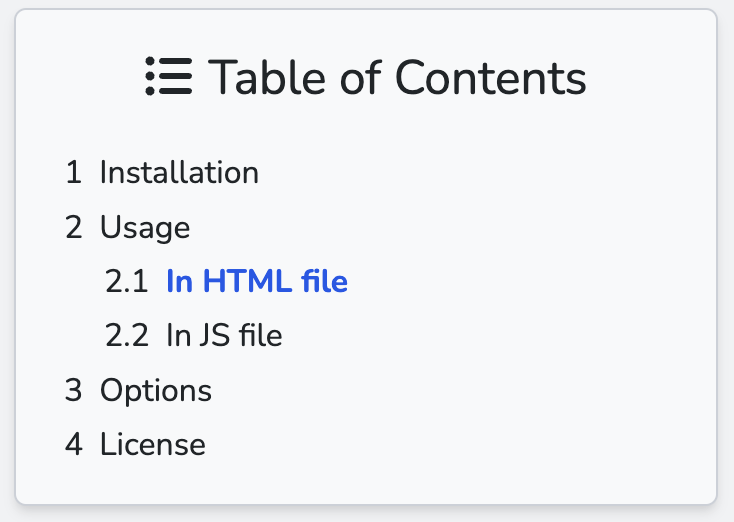 Table of Contents
1 Installation
2 Usage
2.1 In HTML file
2.2 In JS file
3 Options
4 License